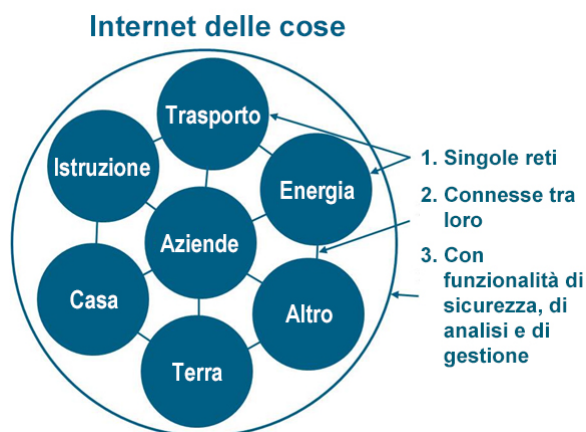 Internet delle cose
Trasporto
Istruzione
Energia
Aziende
Casa
Altro
Terra
1. Singole reti
2. Connesse tra
loro
3. Con
funzionalità di
sicurezza, di
analisi e di
gestione